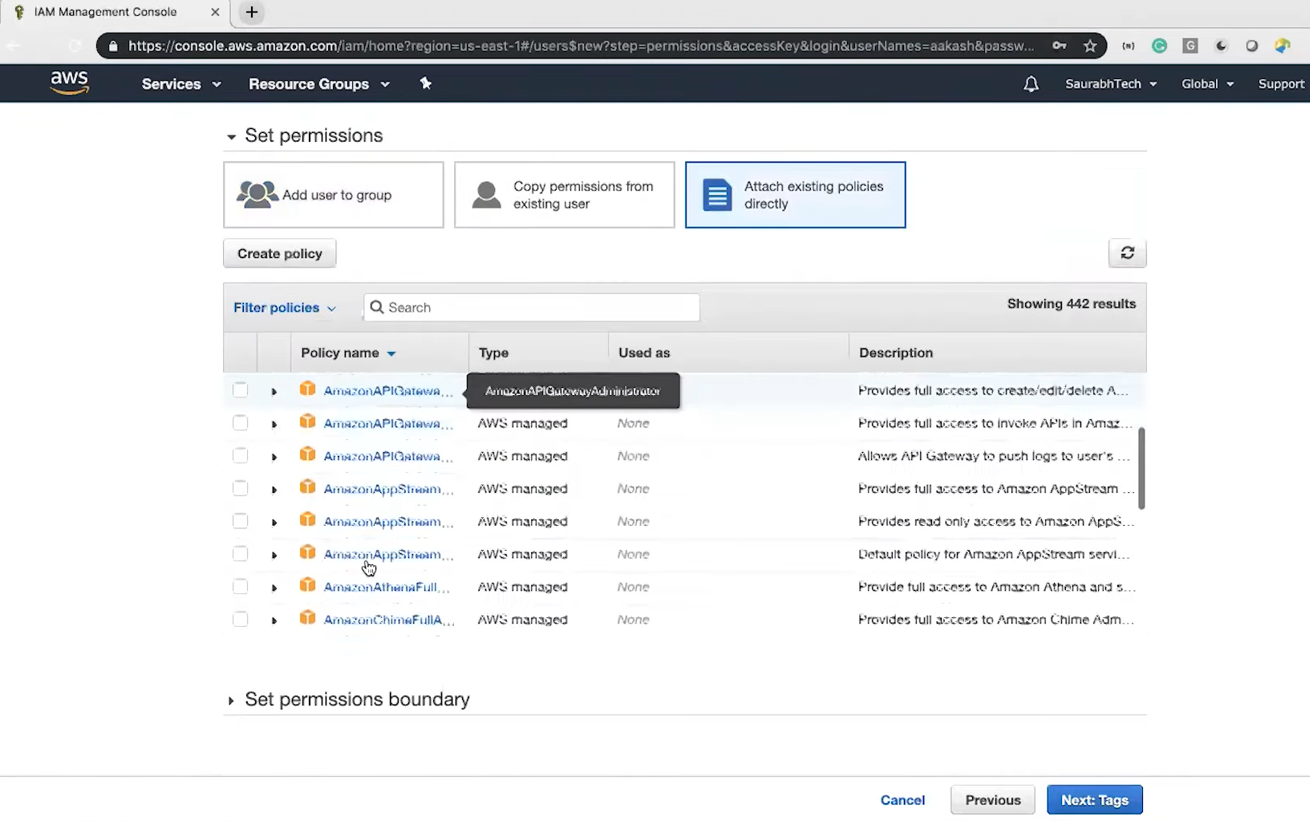 IAM Management Console
https://console.aws.amazon.com/iam/home?region=us-east-1#/users$new?step=permissions&accessKey&login&userNames=aakash&passw...
aws Services Resource Groups SaurabhTech Global Support
Set permissions
Add user to group
Copy permissions from existing user
Attach existing policies directly
Create policy
Filter policies Search Showing 442 results
Policy name Type Used as Description
AmazonAPIGatewa... AmazonAPIGatewayAdministrator Provides full access to create/edit/delete A...
AmazonAPIGatewa... AWS managed None Provides full access to invoke APIs in Amaz...
AmazonAPIGatewa... AWS managed None Allows API Gateway to push logs to user's ...
AmazonAppStream... AWS managed None Provides full access to Amazon AppStream ...
AmazonAppStream... AWS managed None Provides read only access to Amazon AppS...
AmazonAppStream... AWS managed None Default policy for Amazon AppStream servi...
AmazonAthenaFull... AWS managed None Provide full access to Amazon Athena and s...
AmazonChimeFullA... AWS managed None Provides full access to Amazon Chime Adm...
Set permissions boundary
Cancel Previous Next: Tags